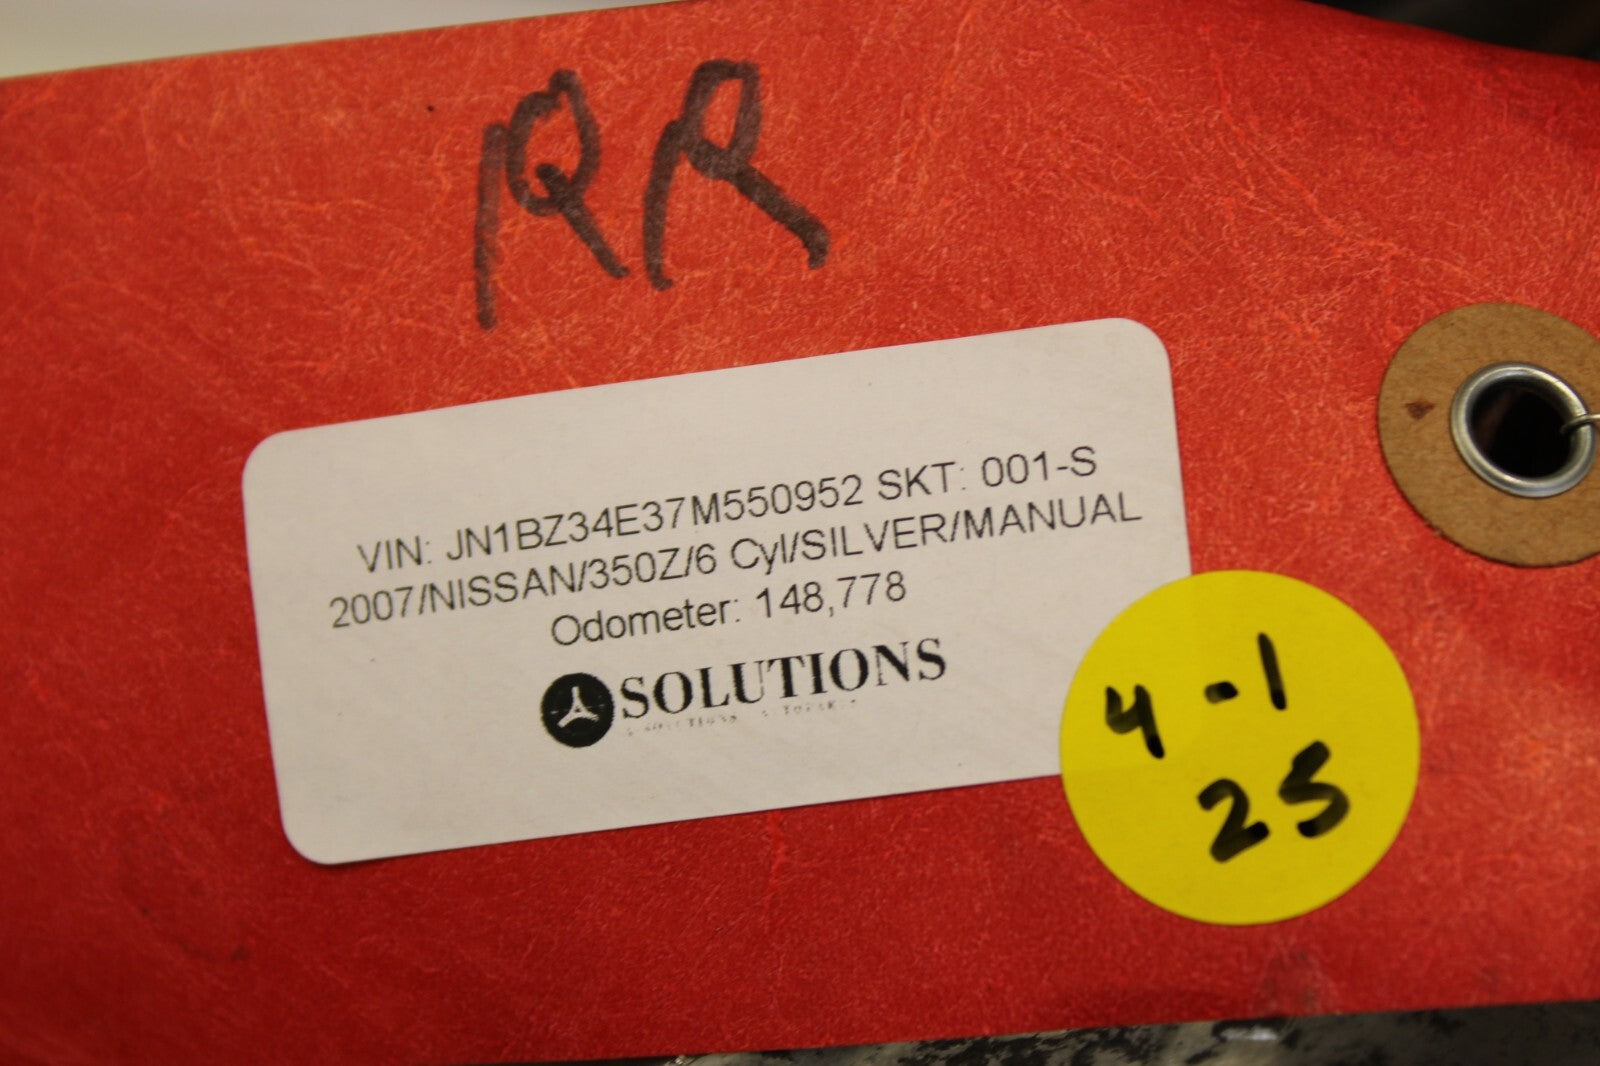 RR
VIN: JN1BZ34E37M550952 SKT: 001-S
2007/NISSAN/350Z/6 Cyl/SILVER/MANUAL
Odometer: 148,778
SOLUTIONS
4-1
25